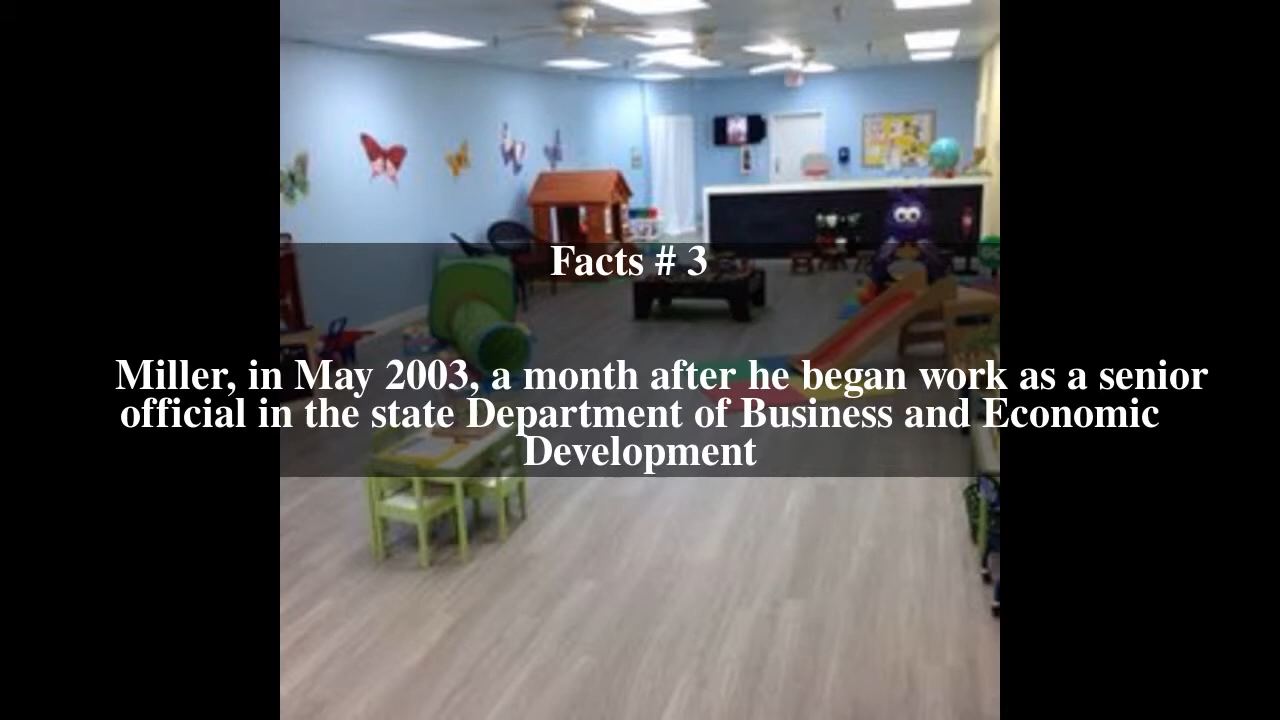 Facts # 3
Miller, in May 2003, a month after he began work as a senior
official in the state Department of Business and Economic
Development